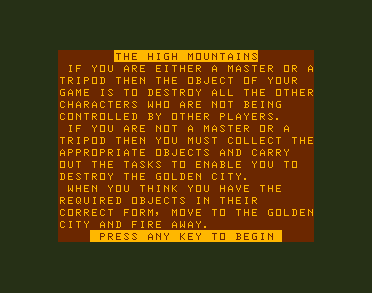 THE HIGH MOUNTAINS
IF YOU ARE EITHER A MASTER OR A
TRIPOD THEN THE OBJECT OF YOUR
GAME IS TO DESTROY ALL THE OTHER
CHARACTERS WHO ARE NOT BEING
CONTROLLED BY OTHER PLAYERS.
IF YOU ARE NOT A MASTER OR A
TRIPOD THEN YOU MUST COLLECT THE
APPROPRIATE OBJECTS AND CARRY
OUT THE TASKS TO ENABLE YOU TO
DESTROY THE GOLDEN CITY.
WHEN YOU THINK YOU HAVE THE
REQUIRED OBJECTS IN THEIR
CORRECT FORM, MOVE TO THE GOLDEN
CITY AND FIRE AWAY.
PRESS ANY KEY TO BEGIN